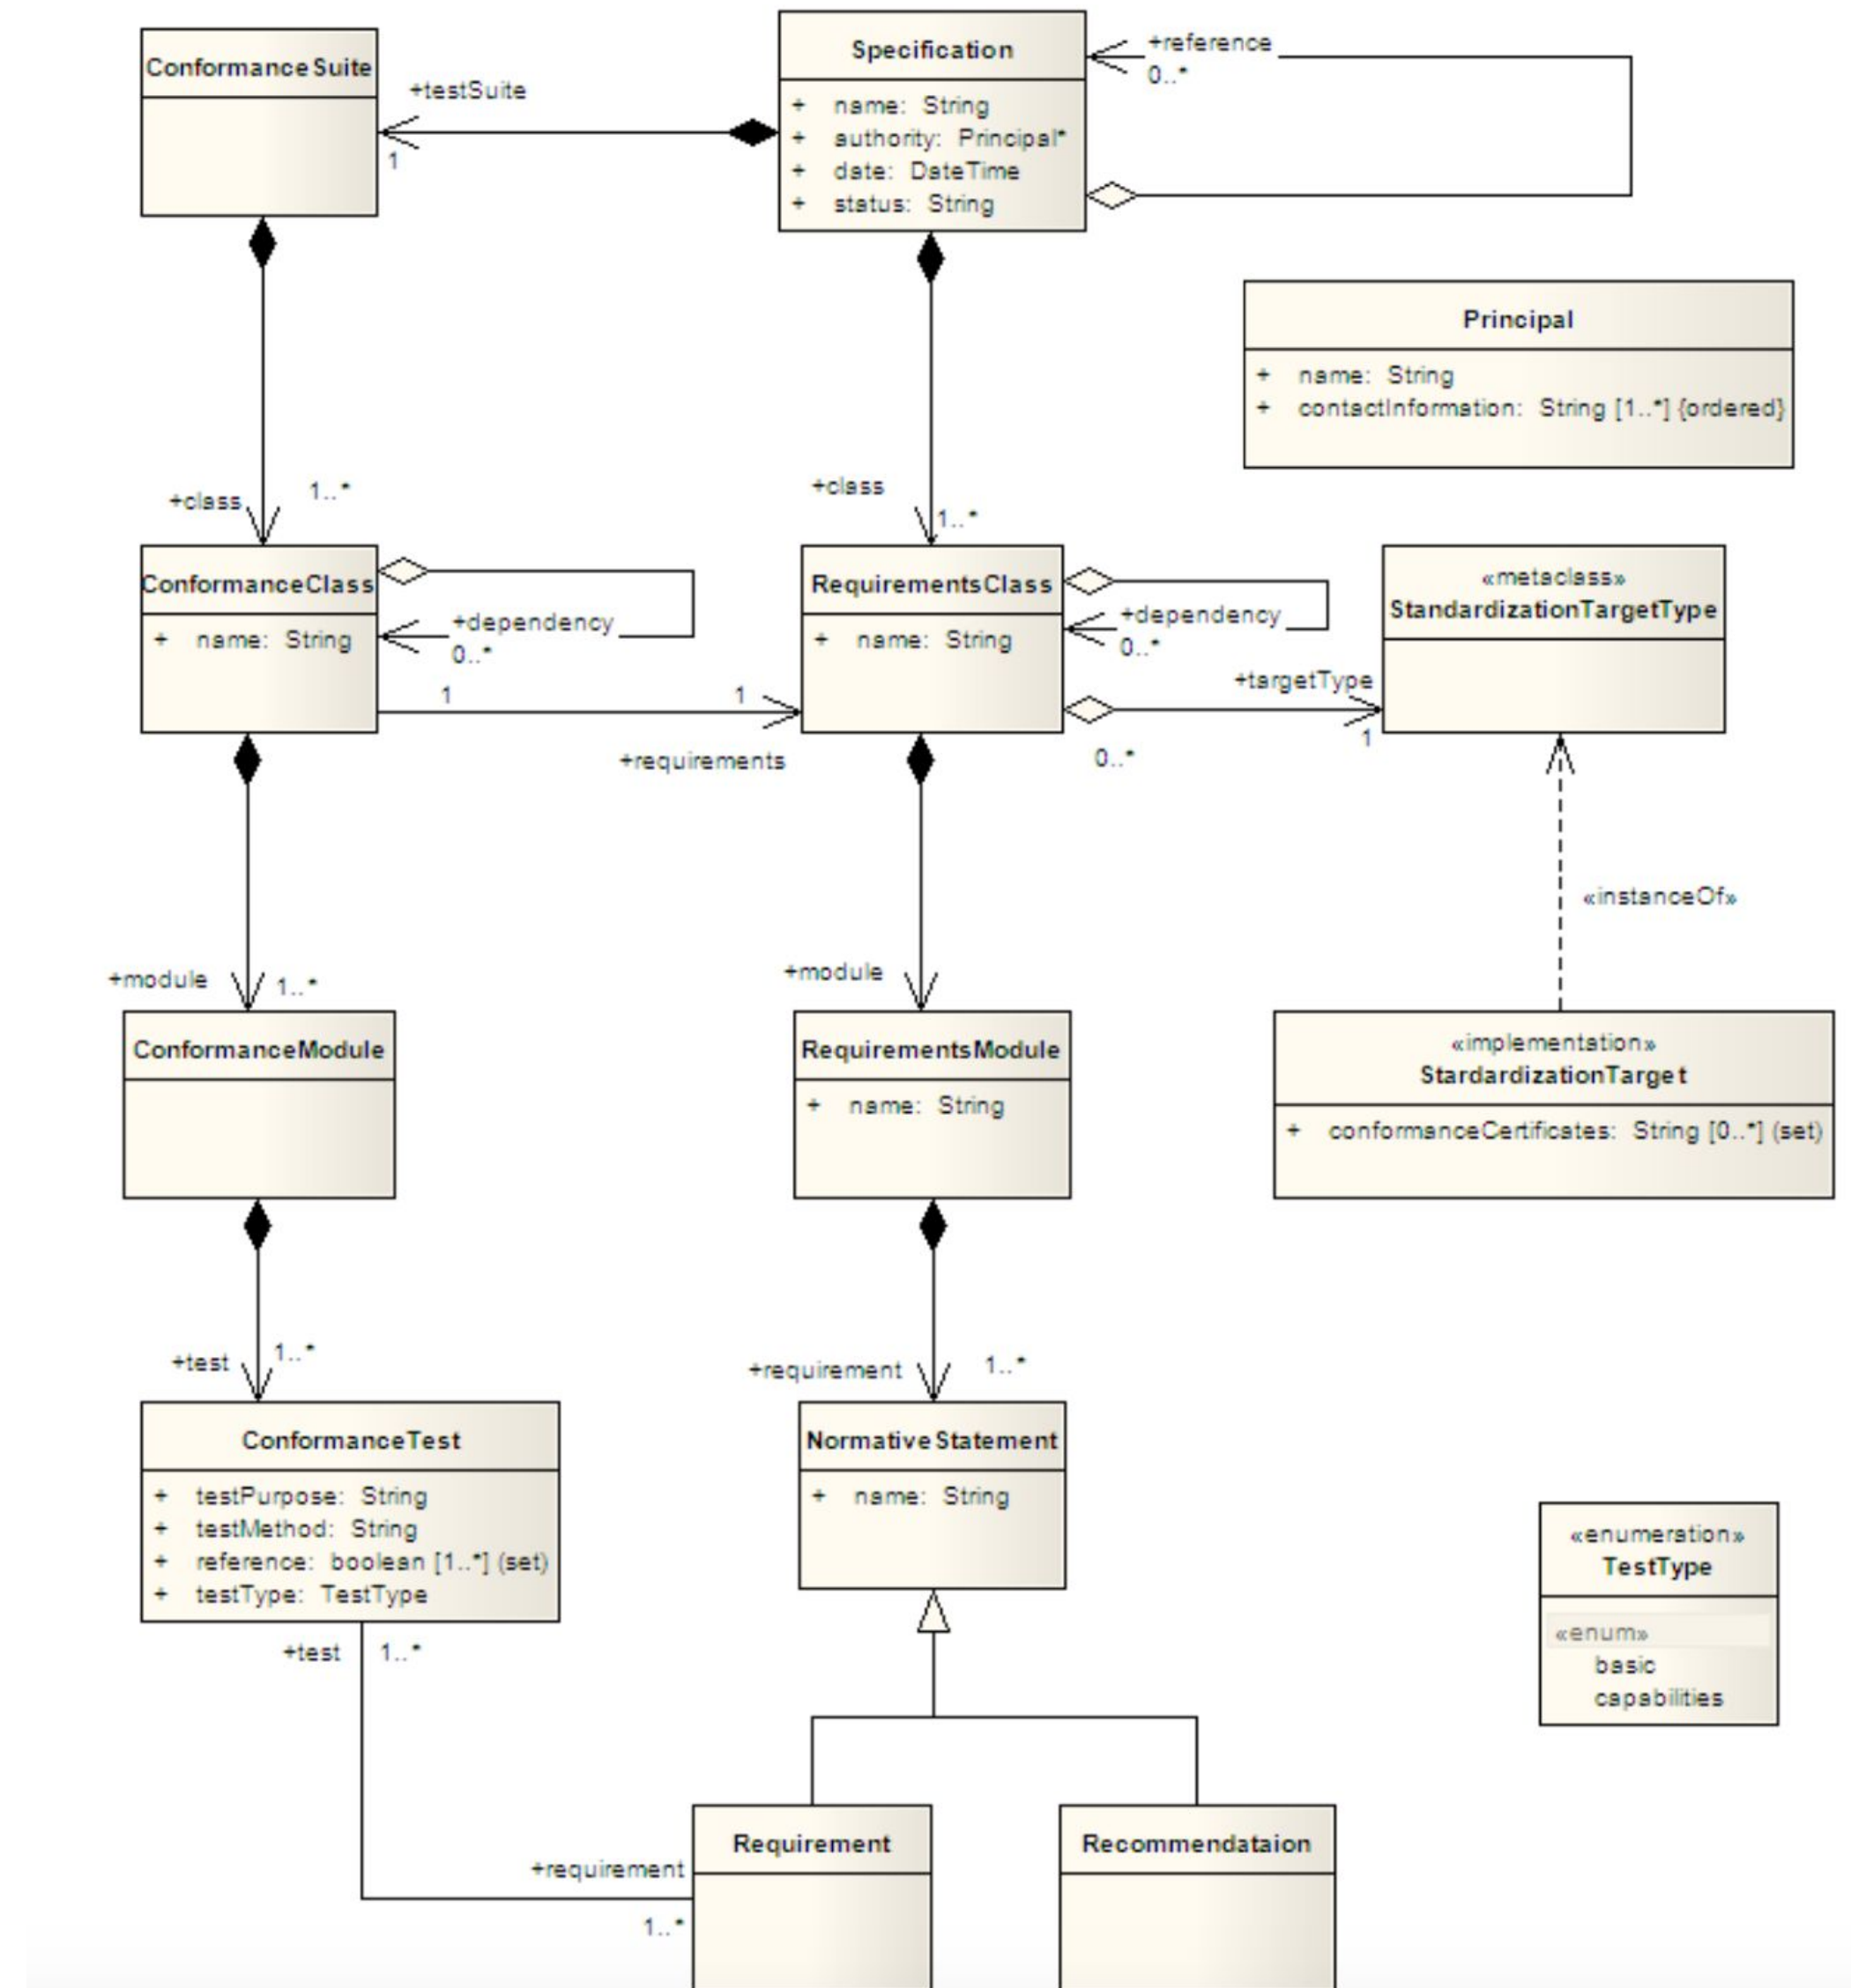 ConformanceSuite
+testSuite
1
Specification
+ name: String
+ authority: Principal*
+ date: DateTime
+ status: String
+reference
0..*
Principal
+ name: String
+ contactInformation: String [1..*] {ordered}
+class
1..*
+class
1..*
ConformanceClass
+ name: String
+dependency
0..*
1
1
+requirements
RequirementsClass
+ name: String
+dependency
0..*
+targetType
0..*
1
«metaclass»
StandardizationTargetType
«instanceOf»
+module
1..*
+module
ConformanceModule
RequirementsModule
+ name: String
«implementation»
StardardizationTarget
+ conformanceCertificates: String [0..*] (set)
+test
1..*
+requirement
1..*
ConformanceTest
+ testPurpose: String
+ testMethod: String
+ reference: boolean [1..*] (set)
+ testType: TestType
NormativeStatement
+ name: String
«enumeration»
TestType
«enum»
basic
capabilities
+test
1..*
+requirement
1..*
Requirement
Recommendataion